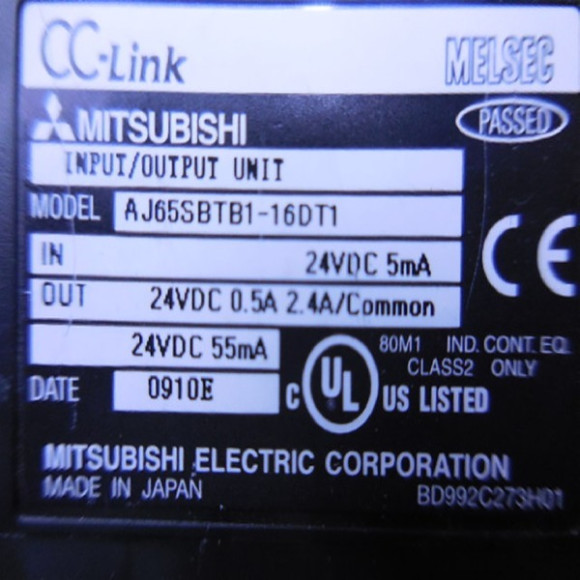 CC-Link MELSEC
MITSUBISHI PASSED
INPUT/OUTPUT UNIT
MODEL AJ65SBTB1-16DT1
IN 24VDC 5mA
CE
OUT 24VDC 0.5A 2.4A/Common
24VDC 55mA
80M1 IND. CONT. EQ.
CLASS2 ONLY
DATE 0910E
C UL US LISTED
MITSUBISHI ELECTRIC CORPORATION
MADE IN JAPAN BD992C273H01